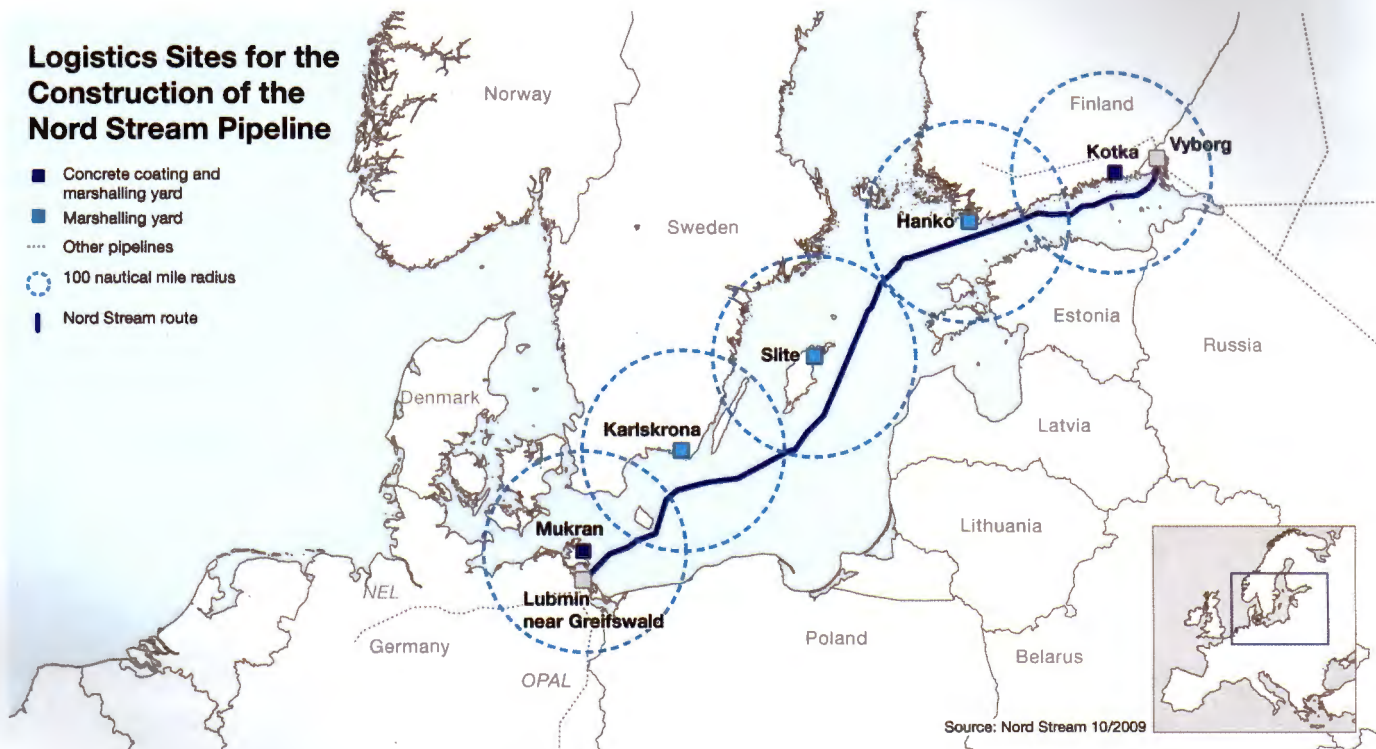 Logistics Sites for the
Construction of the
Nord Stream Pipeline
Concrete coating and
marshalling yard
Marshalling yard
Other pipelines
100 nautical mile radius
Nord Stream route
Norway
Finland
Kotka
Vyborg
Hanko
Sweden
Estonia
Russia
Slite
Denmark
Karlskrona
Latvia
Mukran
Lithuania
NEL
Lubmin
near Greifswald
Germany
Poland
Belarus
OPAL
Source: Nord Stream 10/2009